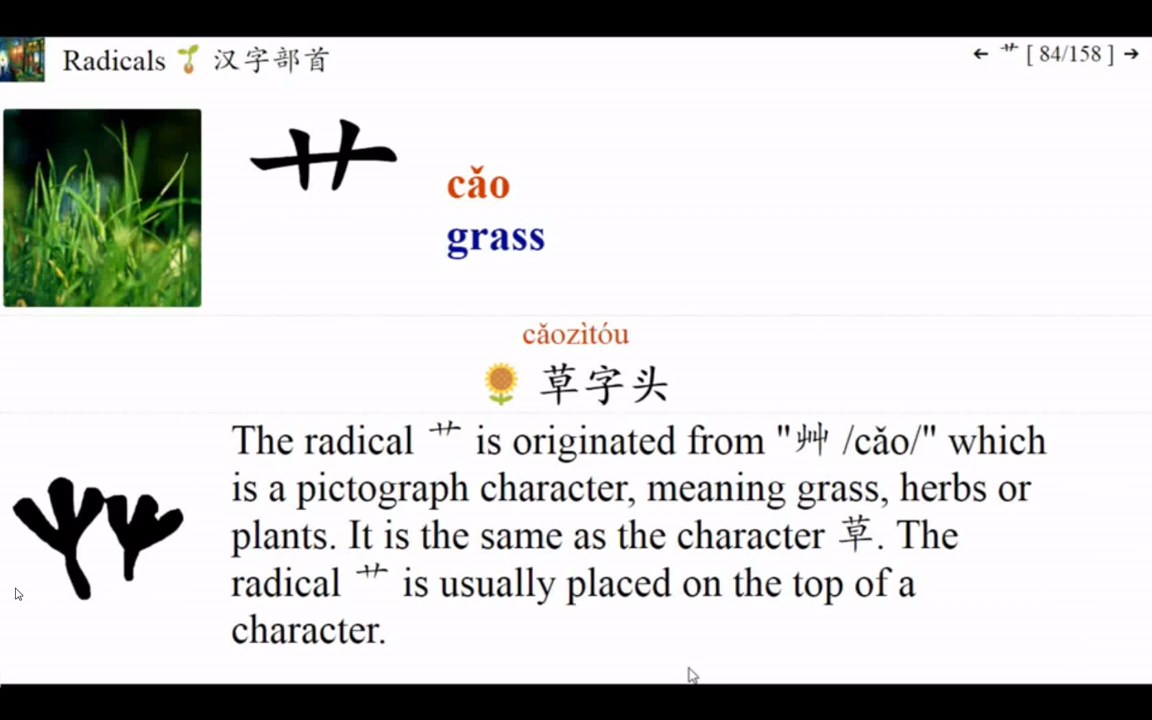 Radicals 🌱 汉字部首
← 艹 [ 84/158 ] →
艹
cǎo
grass
cǎozìtóu
🌻 草字头
The radical 艹 is originated from "艸 /cǎo/" which
is a pictograph character, meaning grass, herbs or
plants. It is the same as the character 草. The
radical 艹 is usually placed on the top of a
character.